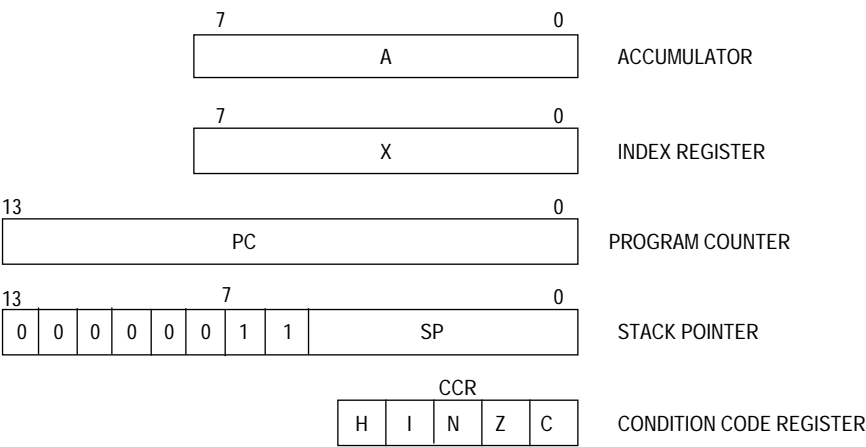 7 0
A ACCUMULATOR
7 0
X INDEX REGISTER
13 0
PC PROGRAM COUNTER
13 7 0
0 0 0 0 0 0 1 1 SP STACK POINTER
CCR
H I N Z C CONDITION CODE REGISTER